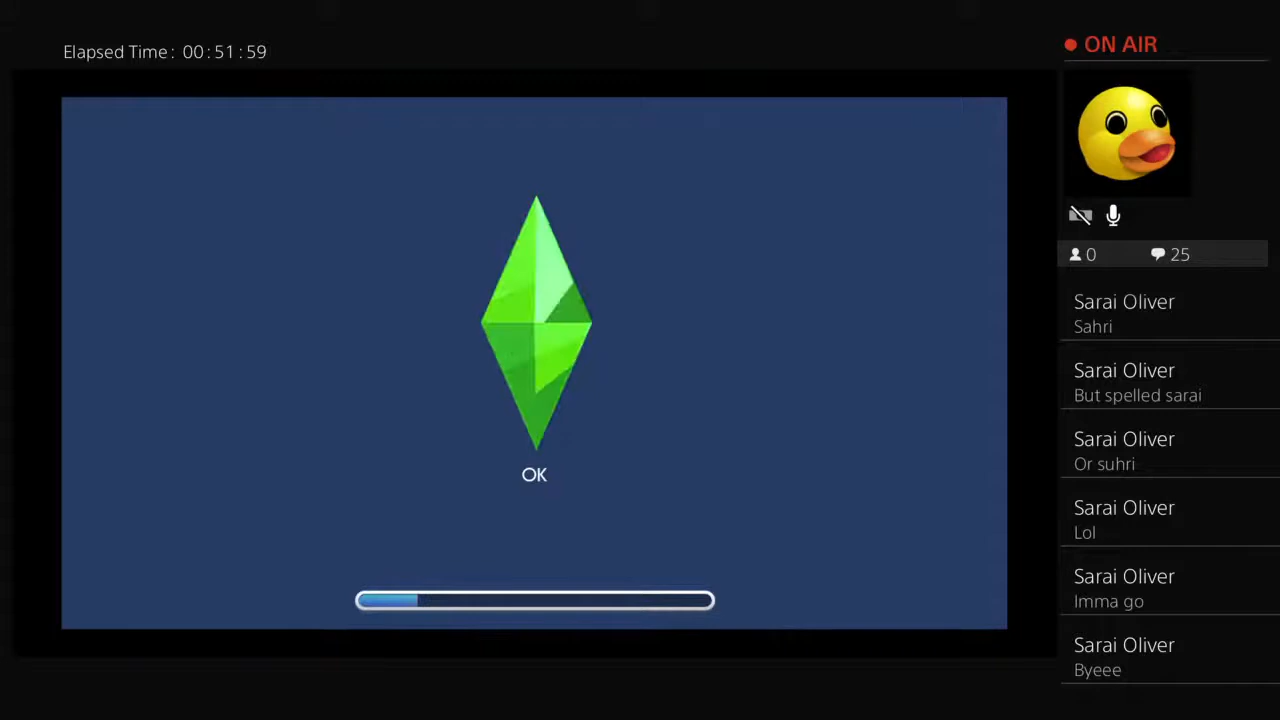 Elapsed Time: 00:51:59
ON AIR
0 25
OK
Sarai Oliver
Sahri
Sarai Oliver
But spelled sarai
Sarai Oliver
Or suhri
Sarai Oliver
Lol
Sarai Oliver
Imma go
Sarai Oliver
Byeee